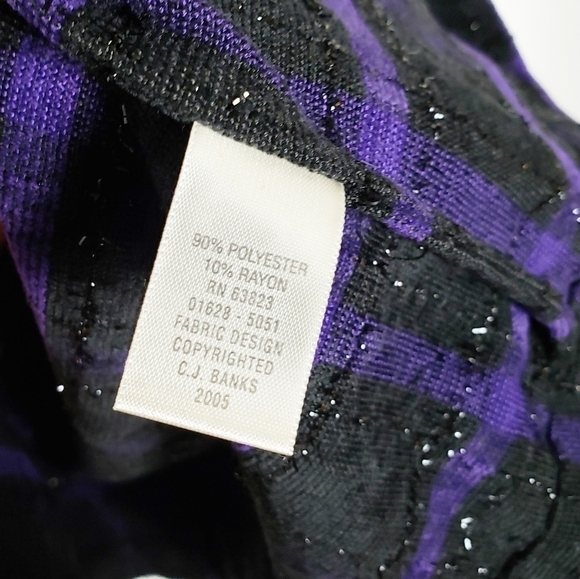 90% POLYESTER
10% RAYON
RN 63823
01628 - 5051
FABRIC DESIGN
COPYRIGHTED
C.J. BANKS
2005